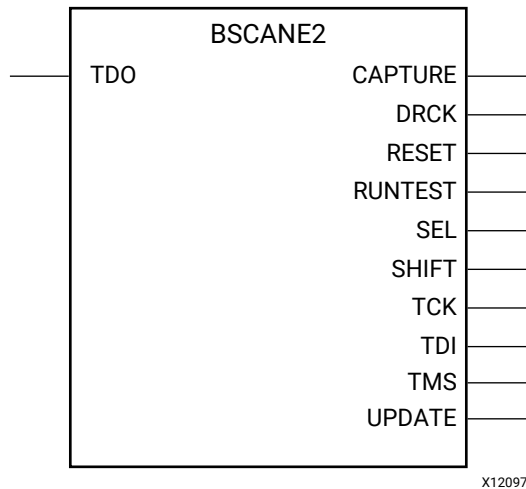 BSCANE2
TDO CAPTURE
DRCK
RESET
RUNTEST
SEL
SHIFT
TCK
TDI
TMS
UPDATE
X12097